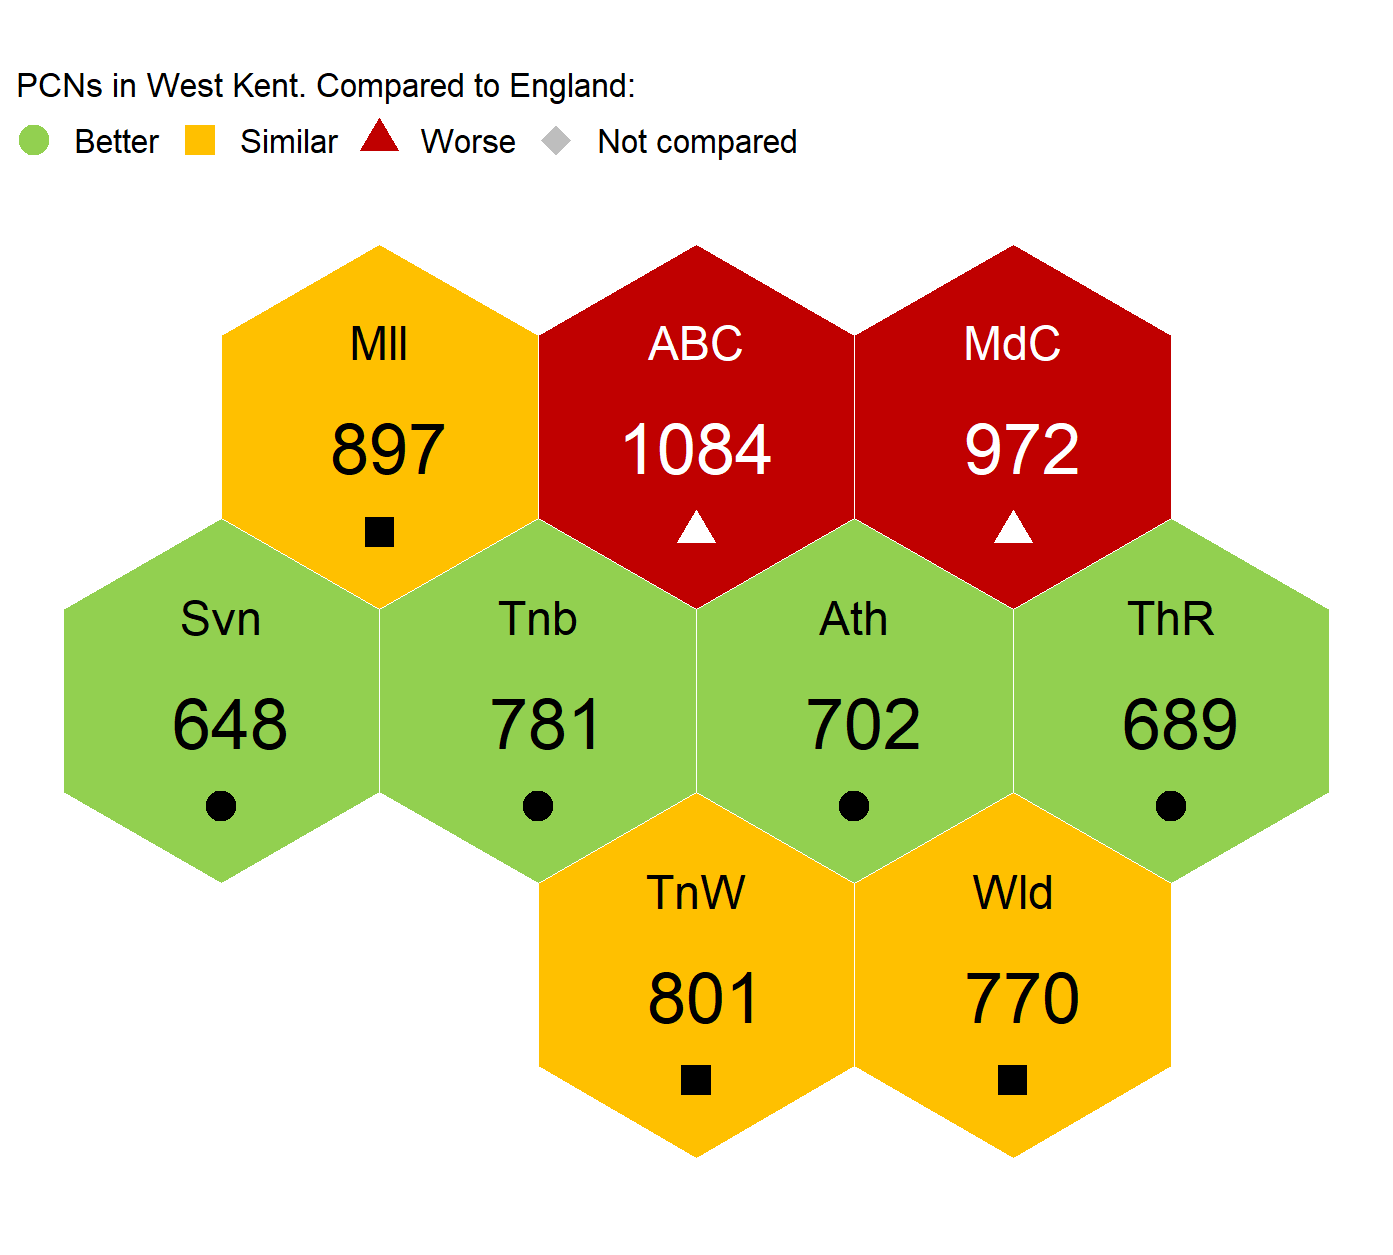 PCNs in West Kent. Compared to England:
Better Similar Worse Not compared
Mll ABC MdC
897 1084 972
Svn Tnb Ath ThR
648 781 702 689
TnW Wld
801 770